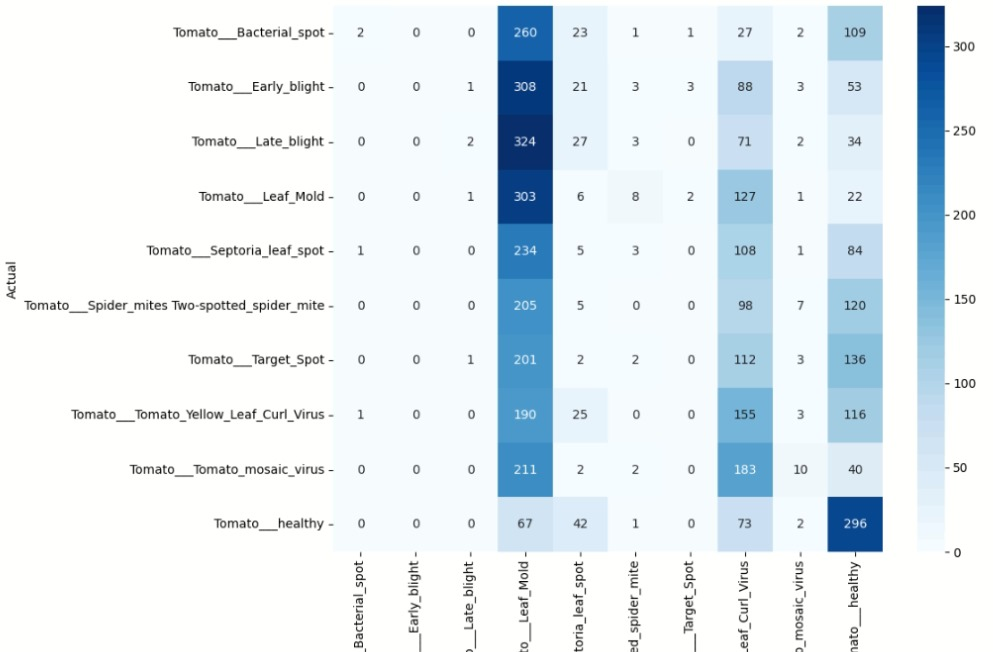 Tomato___Bacterial_spot 2 0 0 260 23 1 1 27 2 109
Tomato___Early_blight 0 0 1 308 21 3 3 88 3 53
Tomato___Late_blight 0 0 2 324 27 3 0 71 2 34
Tomato___Leaf_Mold 0 0 1 303 6 8 2 127 1 22
Tomato___Septoria_leaf_spot 1 0 0 234 5 3 0 108 1 84
Tomato___Spider_mites Two-spotted_spider_mite 0 0 0 205 5 0 0 98 7 120
Tomato___Target_Spot 0 0 1 201 2 2 0 112 3 136
Tomato___Tomato_Yellow_Leaf_Curl_Virus 1 0 0 190 25 0 0 155 3 116
Tomato___Tomato_mosaic_virus 0 0 0 211 2 2 0 183 10 40
Tomato___healthy 0 0 0 67 42 1 0 73 2 296
Actual
_Bacterial_spot
___Early_blight
o___Late_blight
to___Leaf_Mold
toria_leaf_spot
ed_spider_mite
___Target_Spot
Leaf_Curl_Virus
o_mosaic_virus
mato___healthy
300
250
200
150
100
50
0